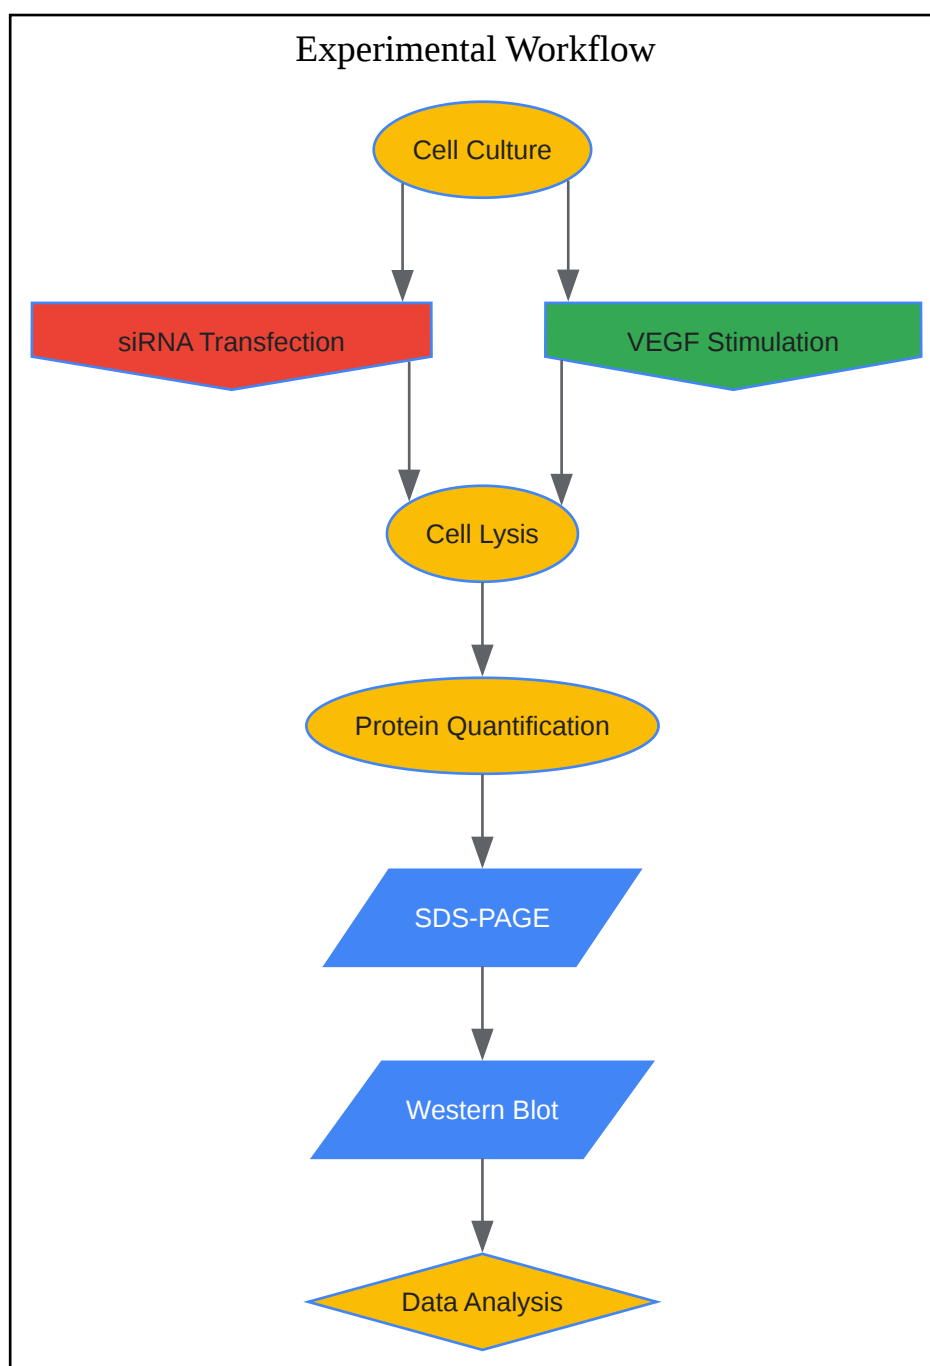 Experimental Workflow
Cell Culture
siRNA Transfection
VEGF Stimulation
Cell Lysis
Protein Quantification
SDS-PAGE
Western Blot
Data Analysis